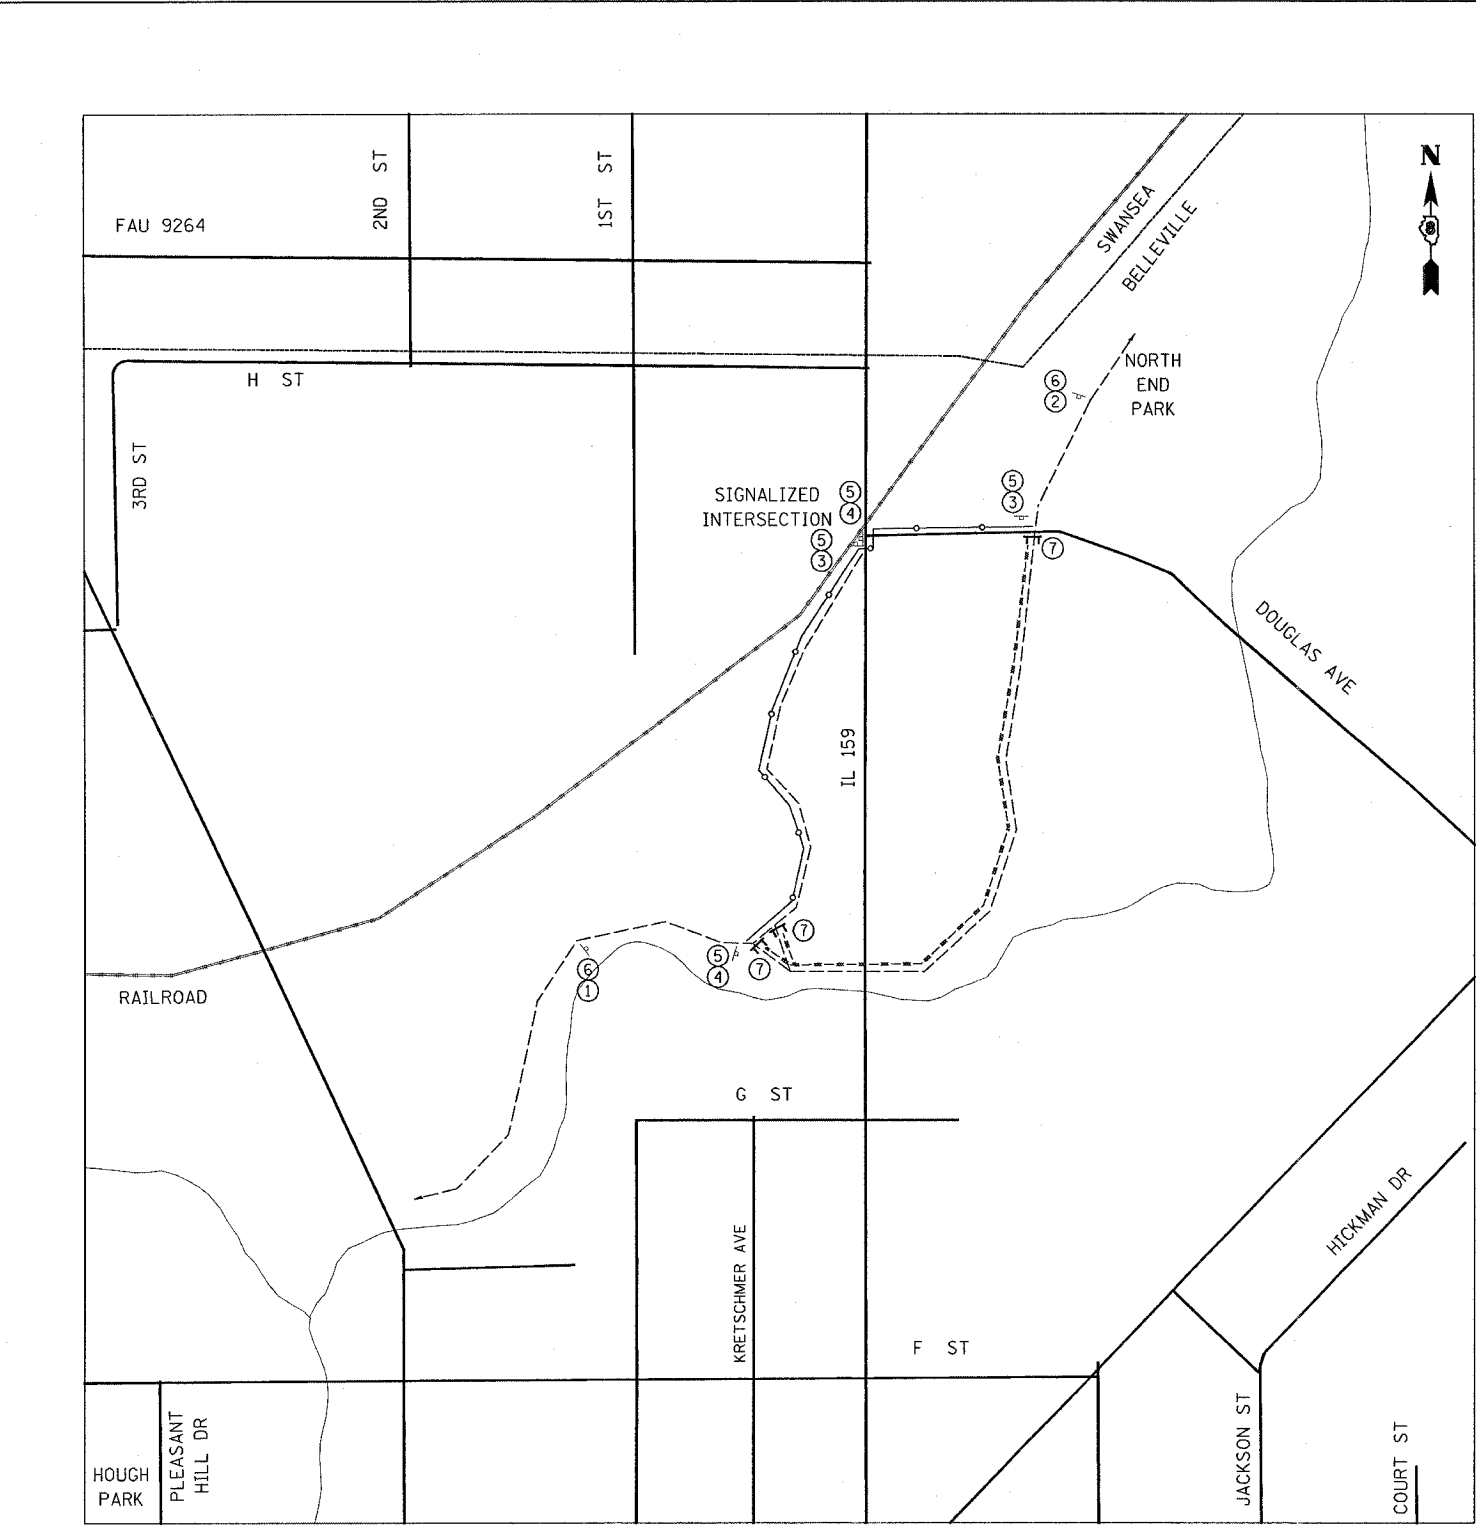 2ND ST
1ST ST
N
8
FAU 9264
SWANSEA
BELLEVILLE
H ST
NORTH
END
PARK
6
2
3RD ST
SIGNALIZED
INTERSECTION
5
4
5
3
5
3
7
DOUGLAS AVE
IL 159
7
5
4
7
6
1
RAILROAD
G ST
KRETSCHMER AVE
HICKMAN DR
F ST
HOUGH
PARK
PLEASANT
HILL DR
JACKSON ST
COURT ST